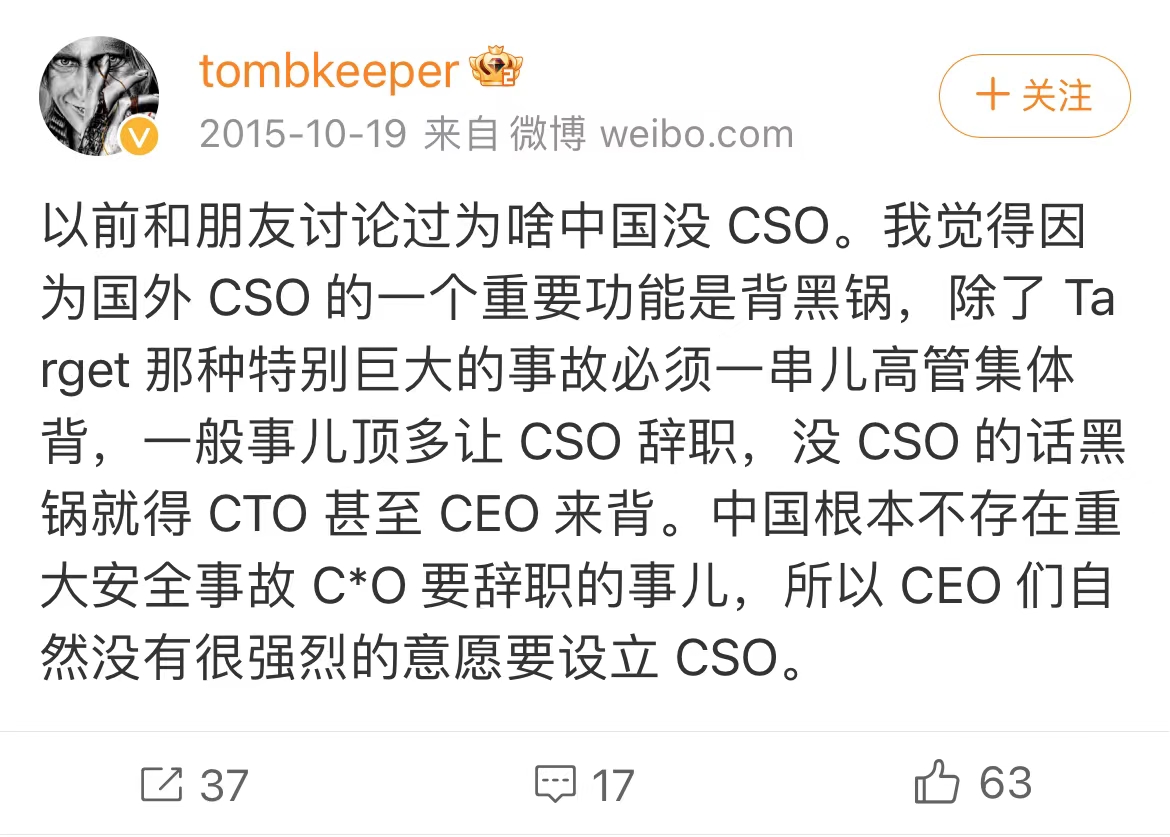 tombkeeper
2015-10-19 来自 微博 weibo.com
+ 关注
以前和朋友讨论过为啥中国没 CSO。我觉得因
为国外 CSO 的一个重要功能是背黑锅，除了 Ta
rget 那种特别巨大的事故必须一串儿高管集体
背，一般事儿顶多让 CSO 辞职，没 CSO 的话黑
锅就得 CTO 甚至 CEO 来背。中国根本不存在重
大安全事故 C*O 要辞职的事儿，所以 CEO 们自
然没有很强烈的意愿要设立 CSO。
37
17
63